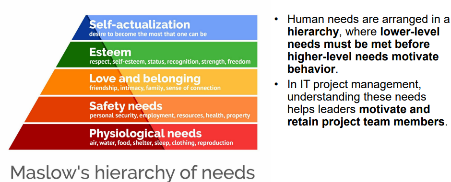 Self-actualization
desire to become the most that one can be
Esteem
respect, self-esteem, status, recognition, strength, freedom
Love and belonging
friendship, intimacy, family, sense of connection
Safety needs
personal security, employment, resources, health, property
Physiological needs
air, water, food, shelter, sleep, clothing, reproduction
Maslow's hierarchy of needs
• Human needs are arranged in a
hierarchy, where lower-level
needs must be met before
higher-level needs motivate
behavior.
• In IT project management,
understanding these needs
helps leaders motivate and
retain project team members.